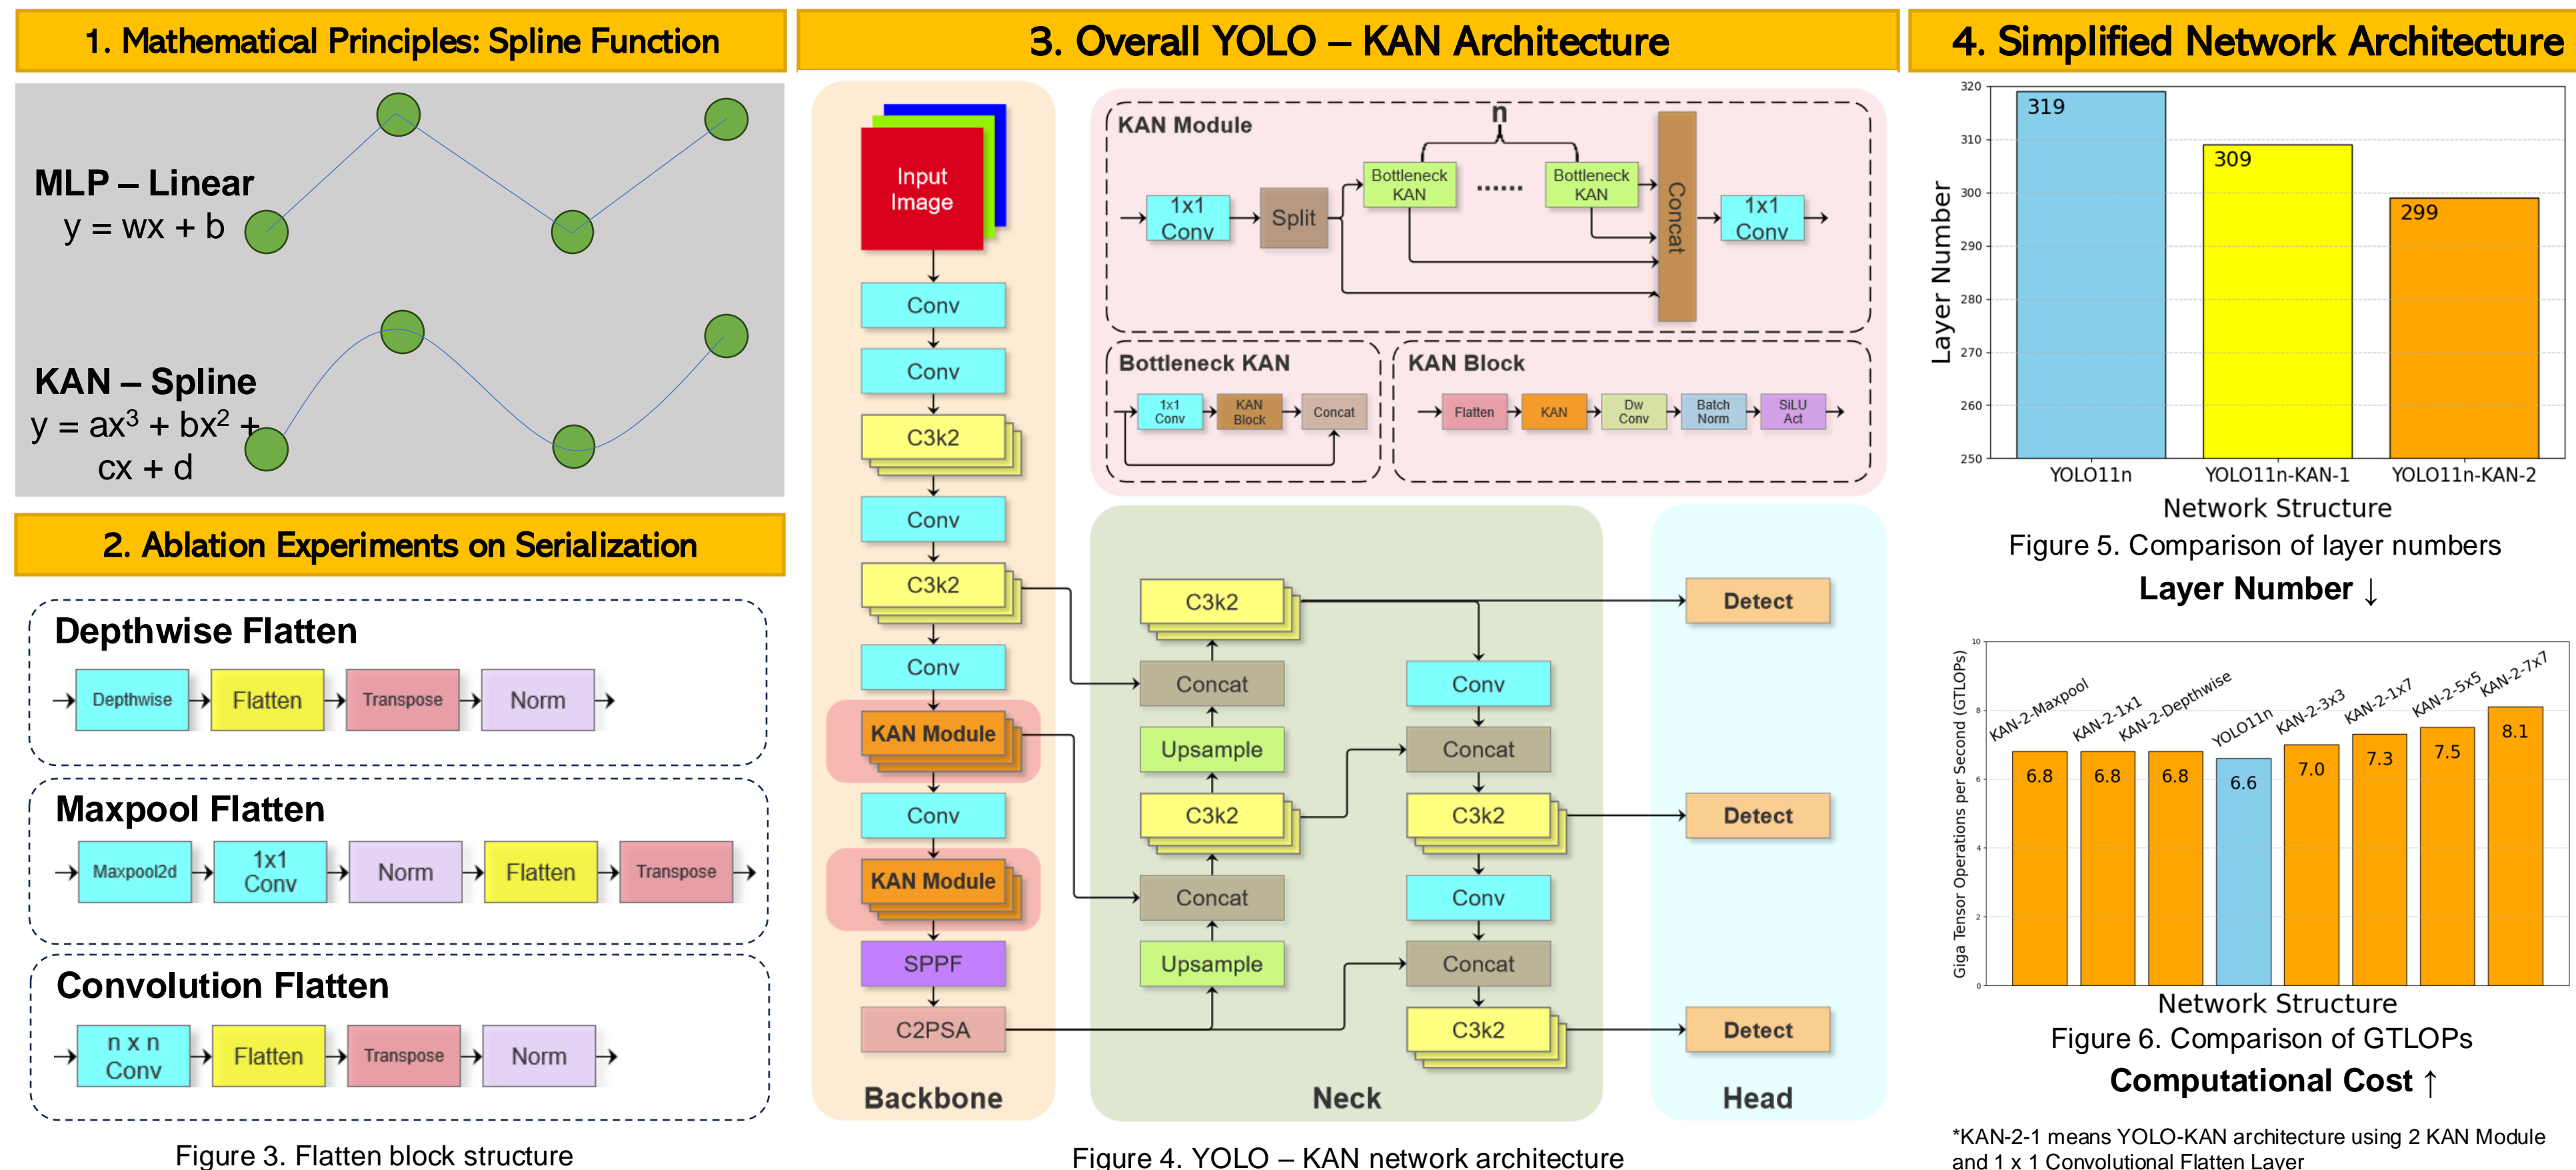 1. Mathematical Principles: Spline Function
MLP – Linear
y = wx + b
KAN – Spline
y = ax³ + bx² +
cx + d
2. Ablation Experiments on Serialization
Depthwise Flatten
Depthwise
Flatten
Transpose
Norm
Maxpool Flatten
Maxpool2d
1x1
Conv
Norm
Flatten
Transpose
Convolution Flatten
n x n
Conv
Flatten
Transpose
Norm
Figure 3. Flatten block structure
3. Overall YOLO – KAN Architecture
Input
Image
Conv
Conv
C3k2
Conv
C3k2
Conv
KAN Module
Conv
KAN Module
SPPF
C2PSA
Backbone
KAN Module
n
1x1
Conv
Split
Bottleneck
KAN
......
Bottleneck
KAN
Concat
1x1
Conv
Bottleneck KAN
1x1
Conv
KAN
Block
Concat
KAN Block
Flatten
KAN
Dw
Conv
Batch
Norm
SiLU
Act
C3k2
Concat
Upsample
C3k2
Concat
Upsample
Conv
Concat
C3k2
Conv
Concat
C3k2
Neck
Detect
Detect
Detect
Head
Figure 4. YOLO – KAN network architecture
4. Simplified Network Architecture
Layer Number
320
310
300
290
280
270
260
250
319
309
299
YOLO11n
YOLO11n-KAN-1
YOLO11n-KAN-2
Network Structure
Figure 5. Comparison of layer numbers
Layer Number ↓
Giga Tensor Operations per Second (GTLOPs)
10
8
6
4
2
0
KAN-2-Maxpool
KAN-2-1x1
KAN-2-Depthwise
YOLO11n
KAN-2-3x3
KAN-2-1x7
KAN-2-5x5
KAN-2-7x7
6.8
6.8
6.8
6.6
7.0
7.3
7.5
8.1
Network Structure
Figure 6. Comparison of GTLOPs
Computational Cost ↑
*KAN-2-1 means YOLO-KAN architecture using 2 KAN Module
and 1 x 1 Convolutional Flatten Layer